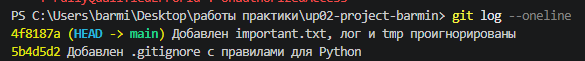 PS C:\Users\barmi\Desktop\работы практики\up02-project-barmin> git log --oneline
4f8187a (HEAD -> main) Добавлен important.txt, лог и tmp проигнорированы
5b4d5d2 Добавлен .gitignore с правилами для Python